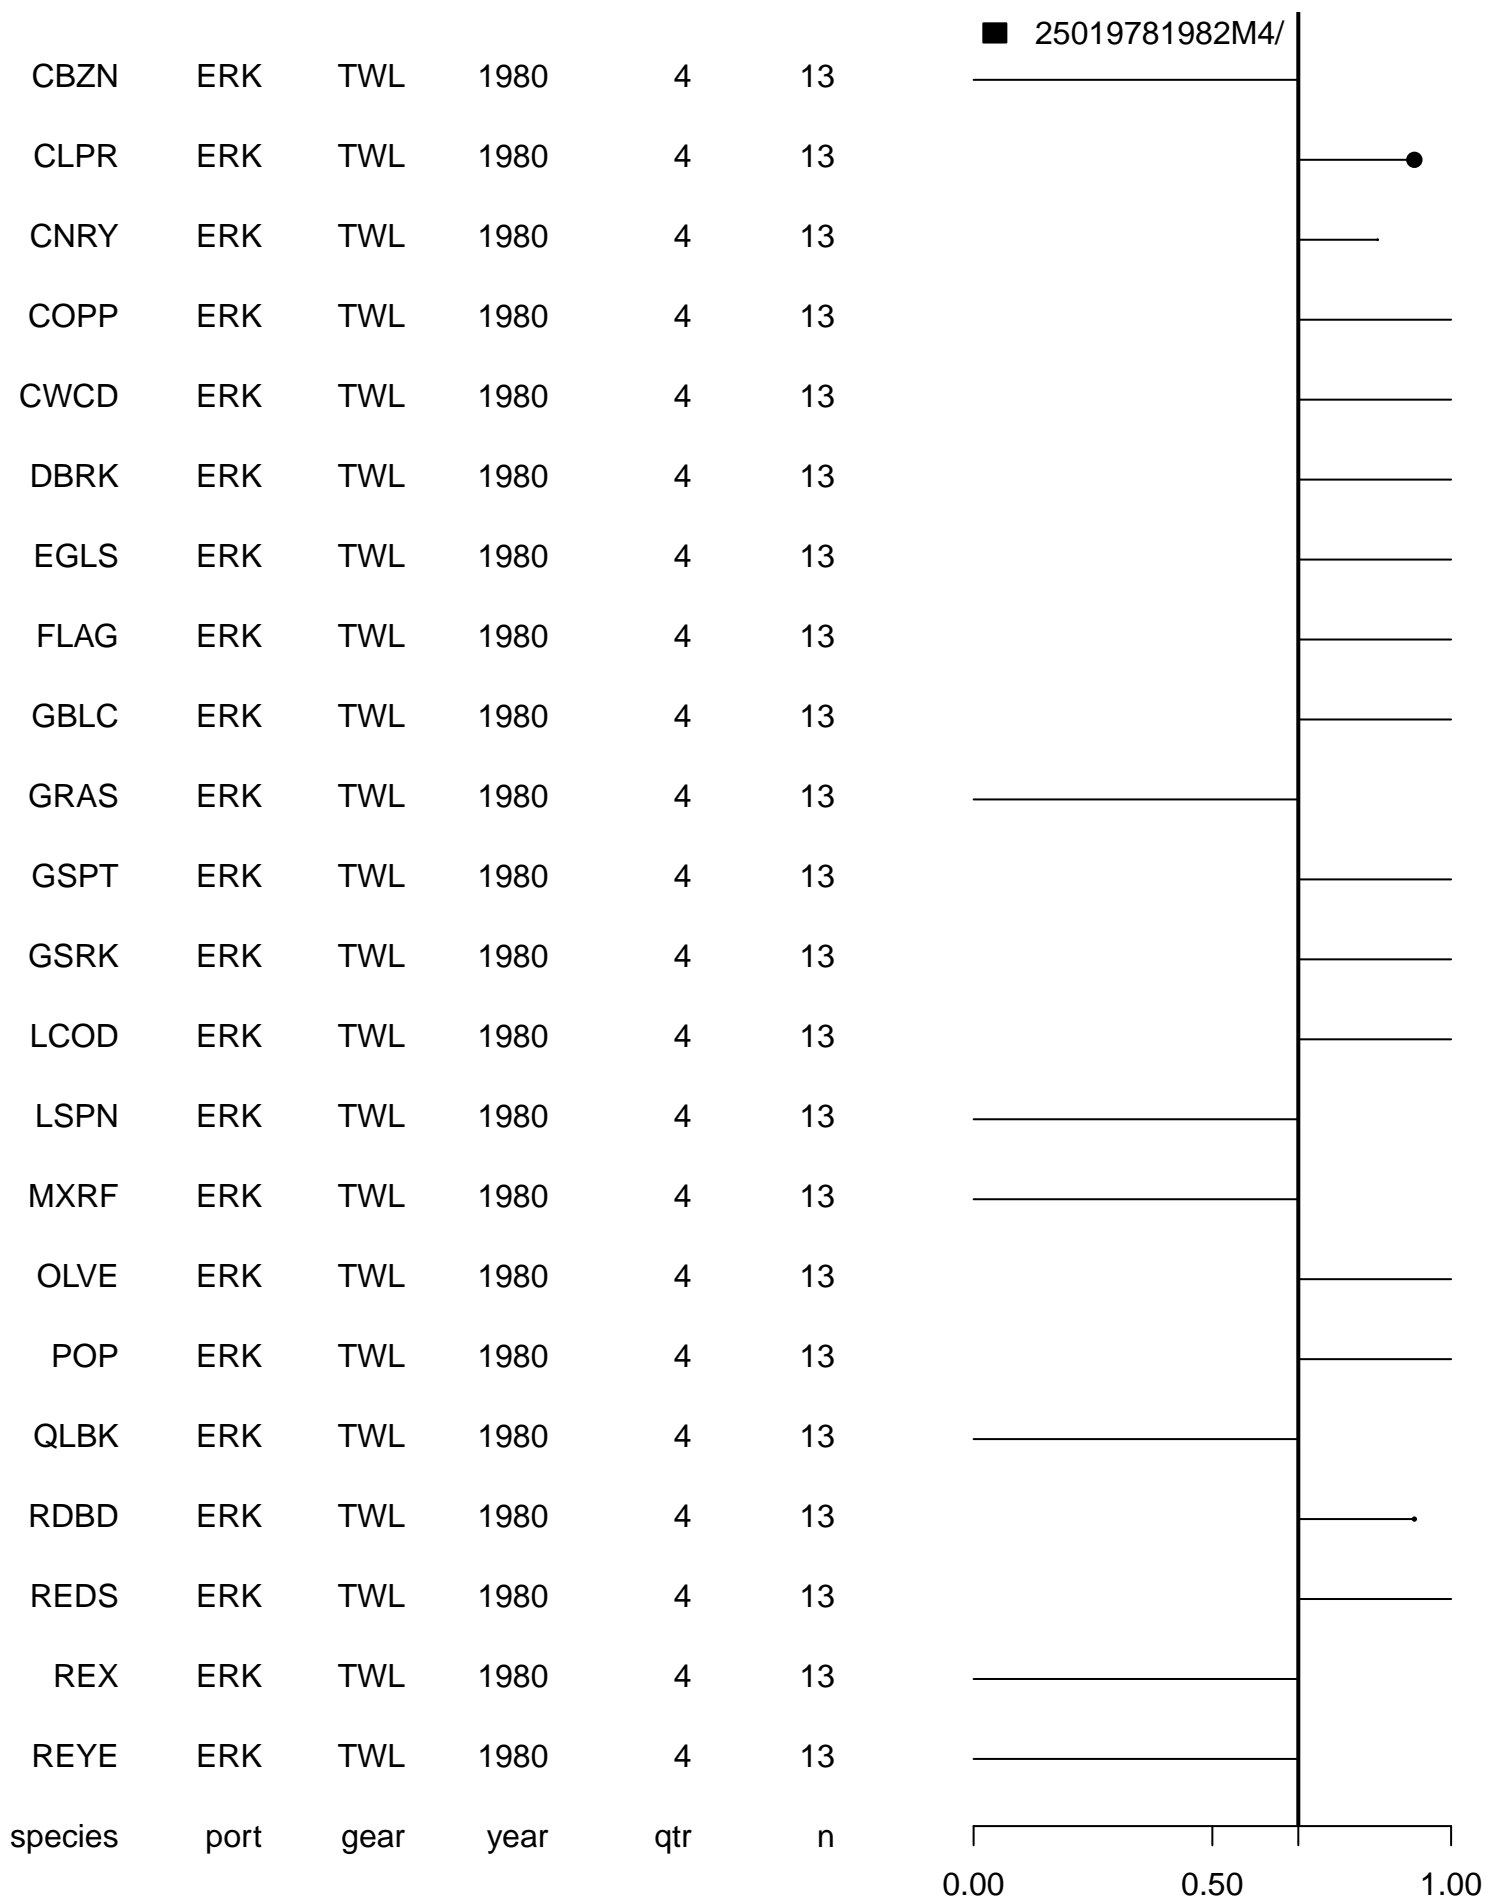 25019781982M4/
CBZN ERK TWL 1980 4 13
CLPR ERK TWL 1980 4 13
CNRY ERK TWL 1980 4 13
COPP ERK TWL 1980 4 13
CWCD ERK TWL 1980 4 13
DBRK ERK TWL 1980 4 13
EGLS ERK TWL 1980 4 13
FLAG ERK TWL 1980 4 13
GBLC ERK TWL 1980 4 13
GRAS ERK TWL 1980 4 13
GSPT ERK TWL 1980 4 13
GSRK ERK TWL 1980 4 13
LCOD ERK TWL 1980 4 13
LSPN ERK TWL 1980 4 13
MXRF ERK TWL 1980 4 13
OLVE ERK TWL 1980 4 13
POP ERK TWL 1980 4 13
QLBK ERK TWL 1980 4 13
RDBD ERK TWL 1980 4 13
REDS ERK TWL 1980 4 13
REX ERK TWL 1980 4 13
REYE ERK TWL 1980 4 13
species port gear year qtr n
0.00 0.50 1.00